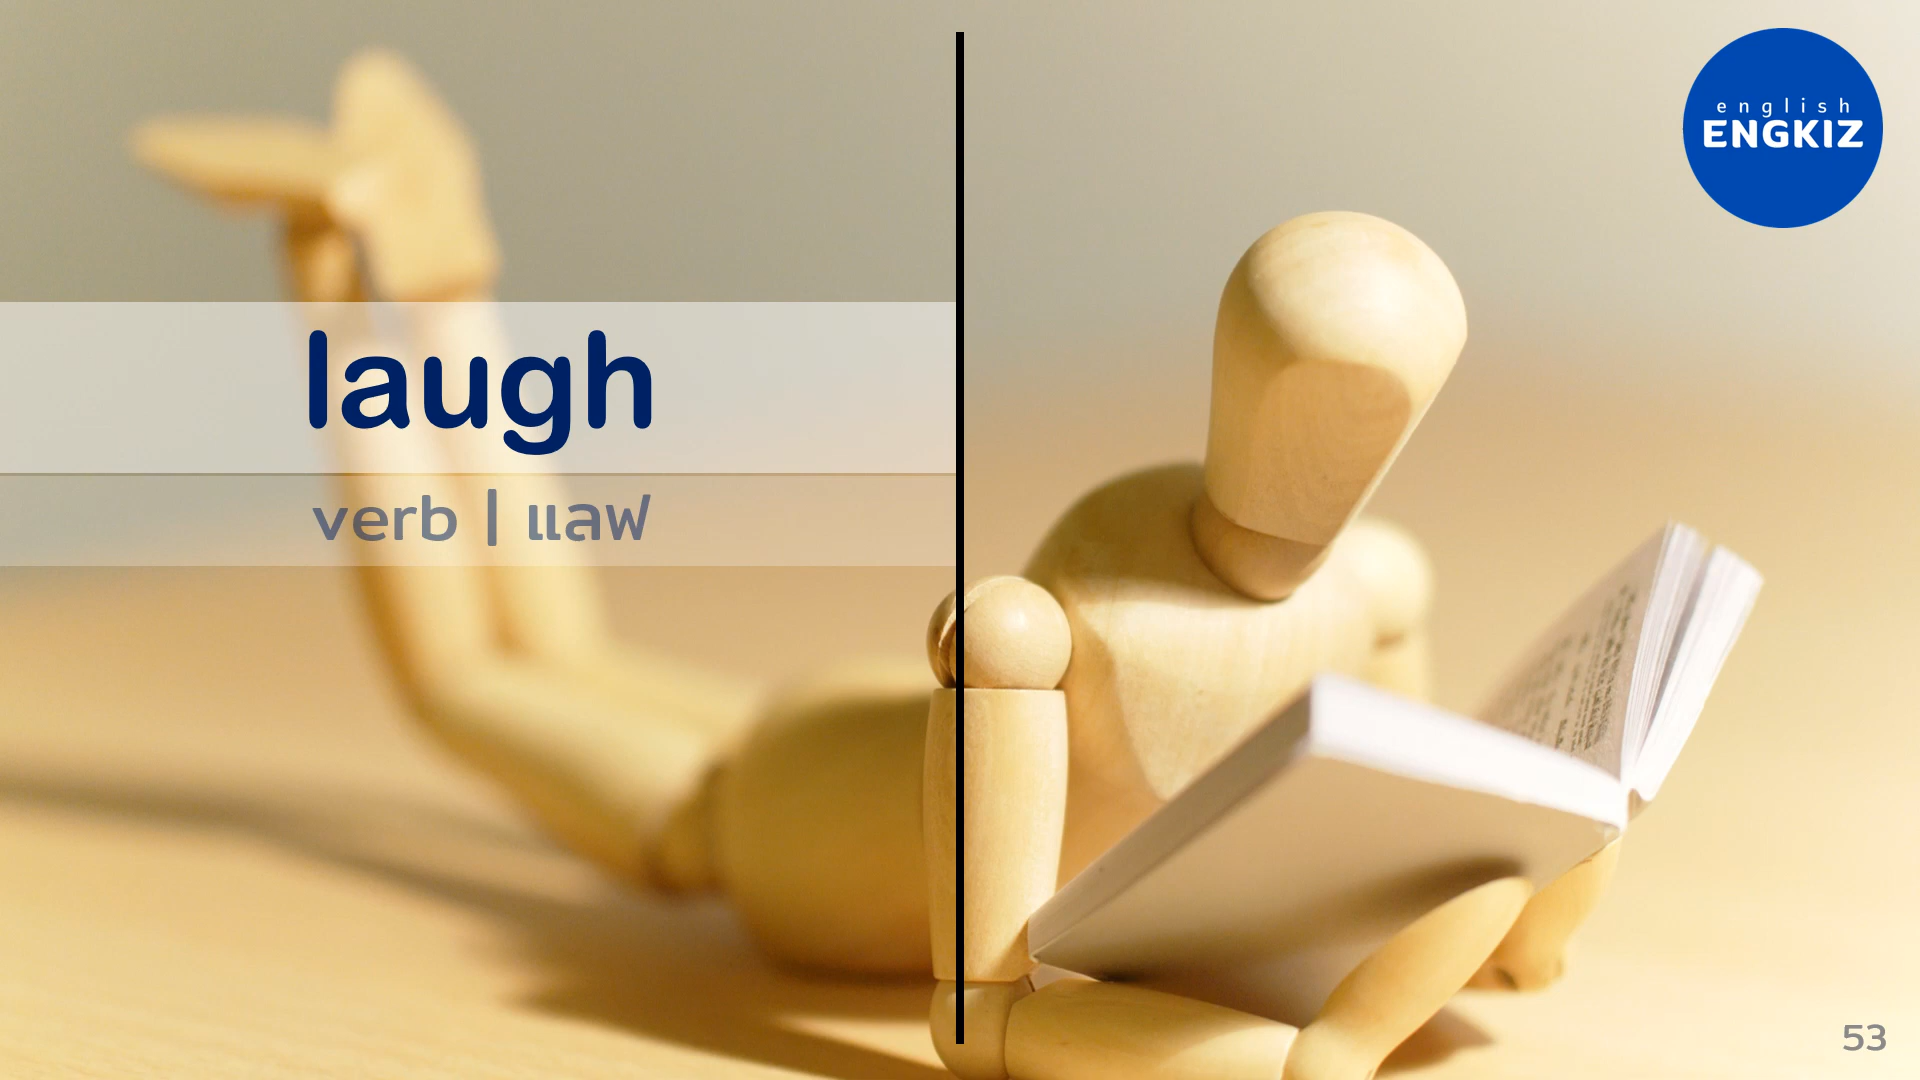 english
ENGKIZ
laugh
verb | แลฟ
53